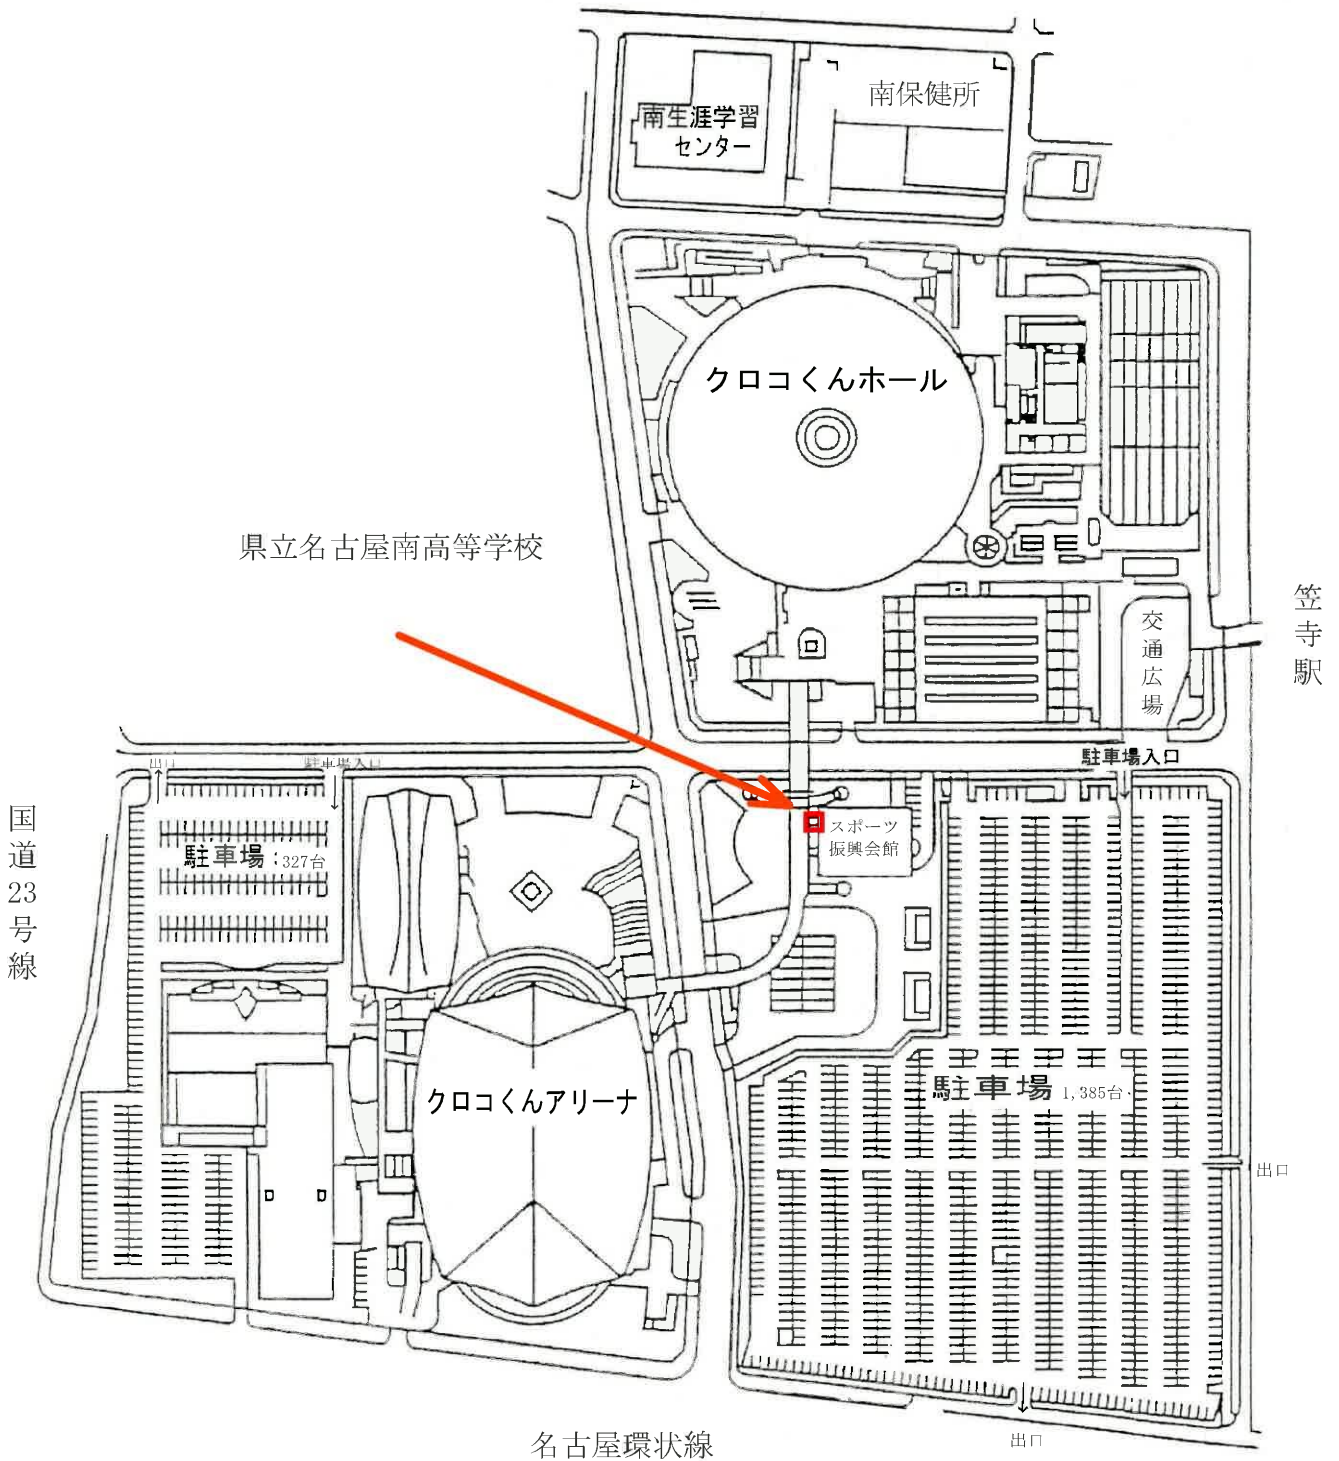 南保健所
南生涯学習
センター
クロコくんホール
県立名古屋南高等学校
笠寺駅
交通広場
駐車場入口
出口
駐車場入口
国道23号線
スポーツ
振興会館
駐車場:327台
クロコくんアリーナ
駐車場 1,385台
出口
出口
名古屋環状線